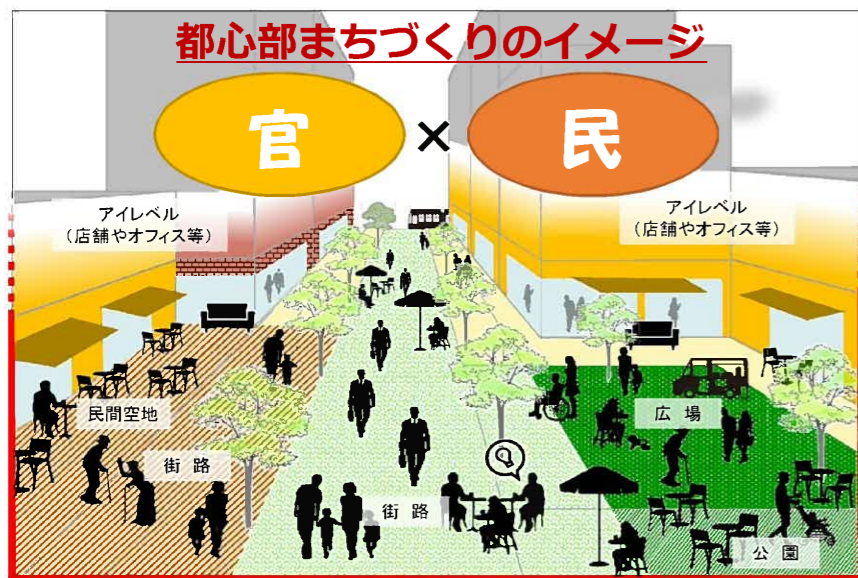 都心部まちづくりのイメージ
官 × 民
アイレベル
(店舗やオフィス等)
アイレベル
(店舗やオフィス等)
民間空地
広 場
街 路
街 路
公 園